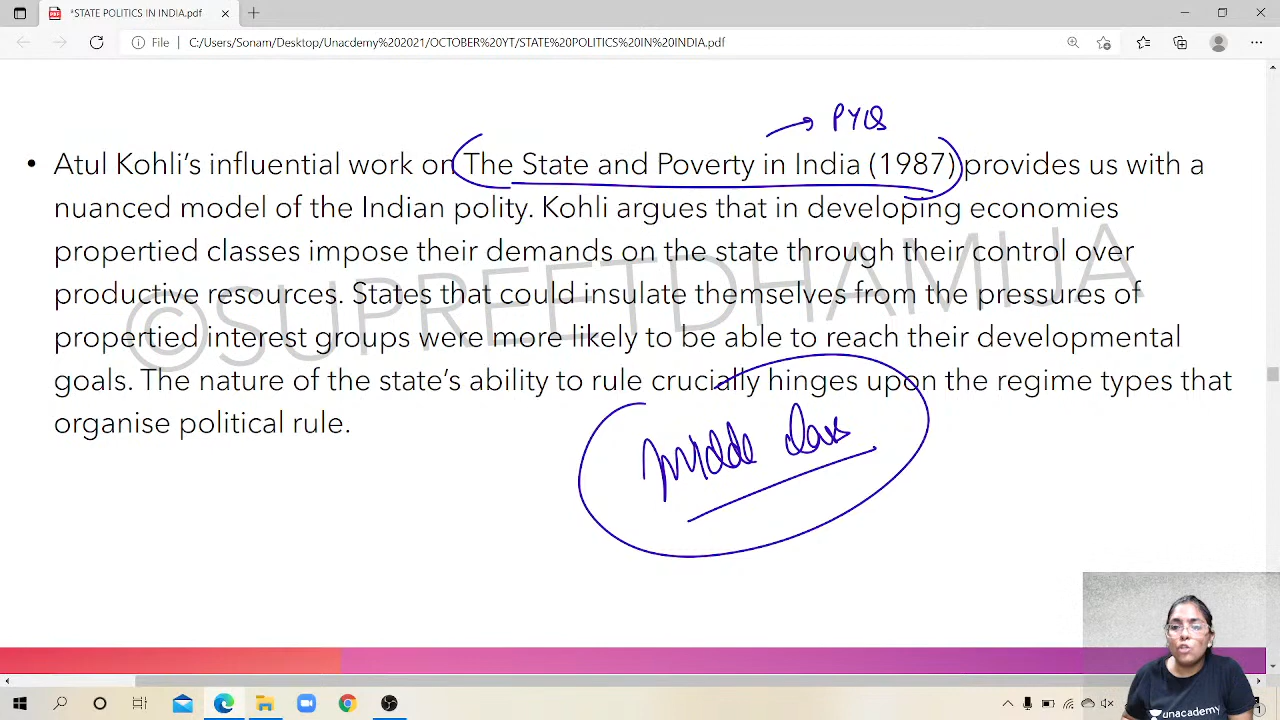 *STATE POLITICS IN INDIA.pdf
File
C:/Users/Sonam/Desktop/Unacdemy%202021/OCTOBER%20YT/STATE%20POLITICS%20IN%20INDIA.pdf
PYQS
• Atul Kohli's influential work on The State and Poverty in India (1987) provides us with a
nuanced model of the Indian polity. Kohli argues that in developing economies
propertied classes impose their demands on the state through their control over
productive resources. States that could insulate themselves from the pressures of
propertied interest groups were more likely to be able to reach their developmental
goals. The nature of the state's ability to rule crucially hinges upon the regime types that
organise political rule.
©SUPREETDHAMIJA
Middle class
unacademy